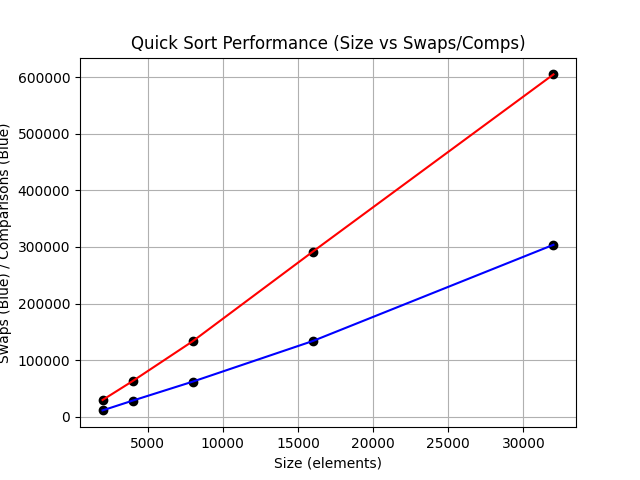 Quick Sort Performance (Size vs Swaps/Comps)
600000
500000
400000
300000
200000
100000
0
Swaps (Blue) / Comparisons (Blue)
5000 10000 15000 20000 25000 30000
Size (elements)